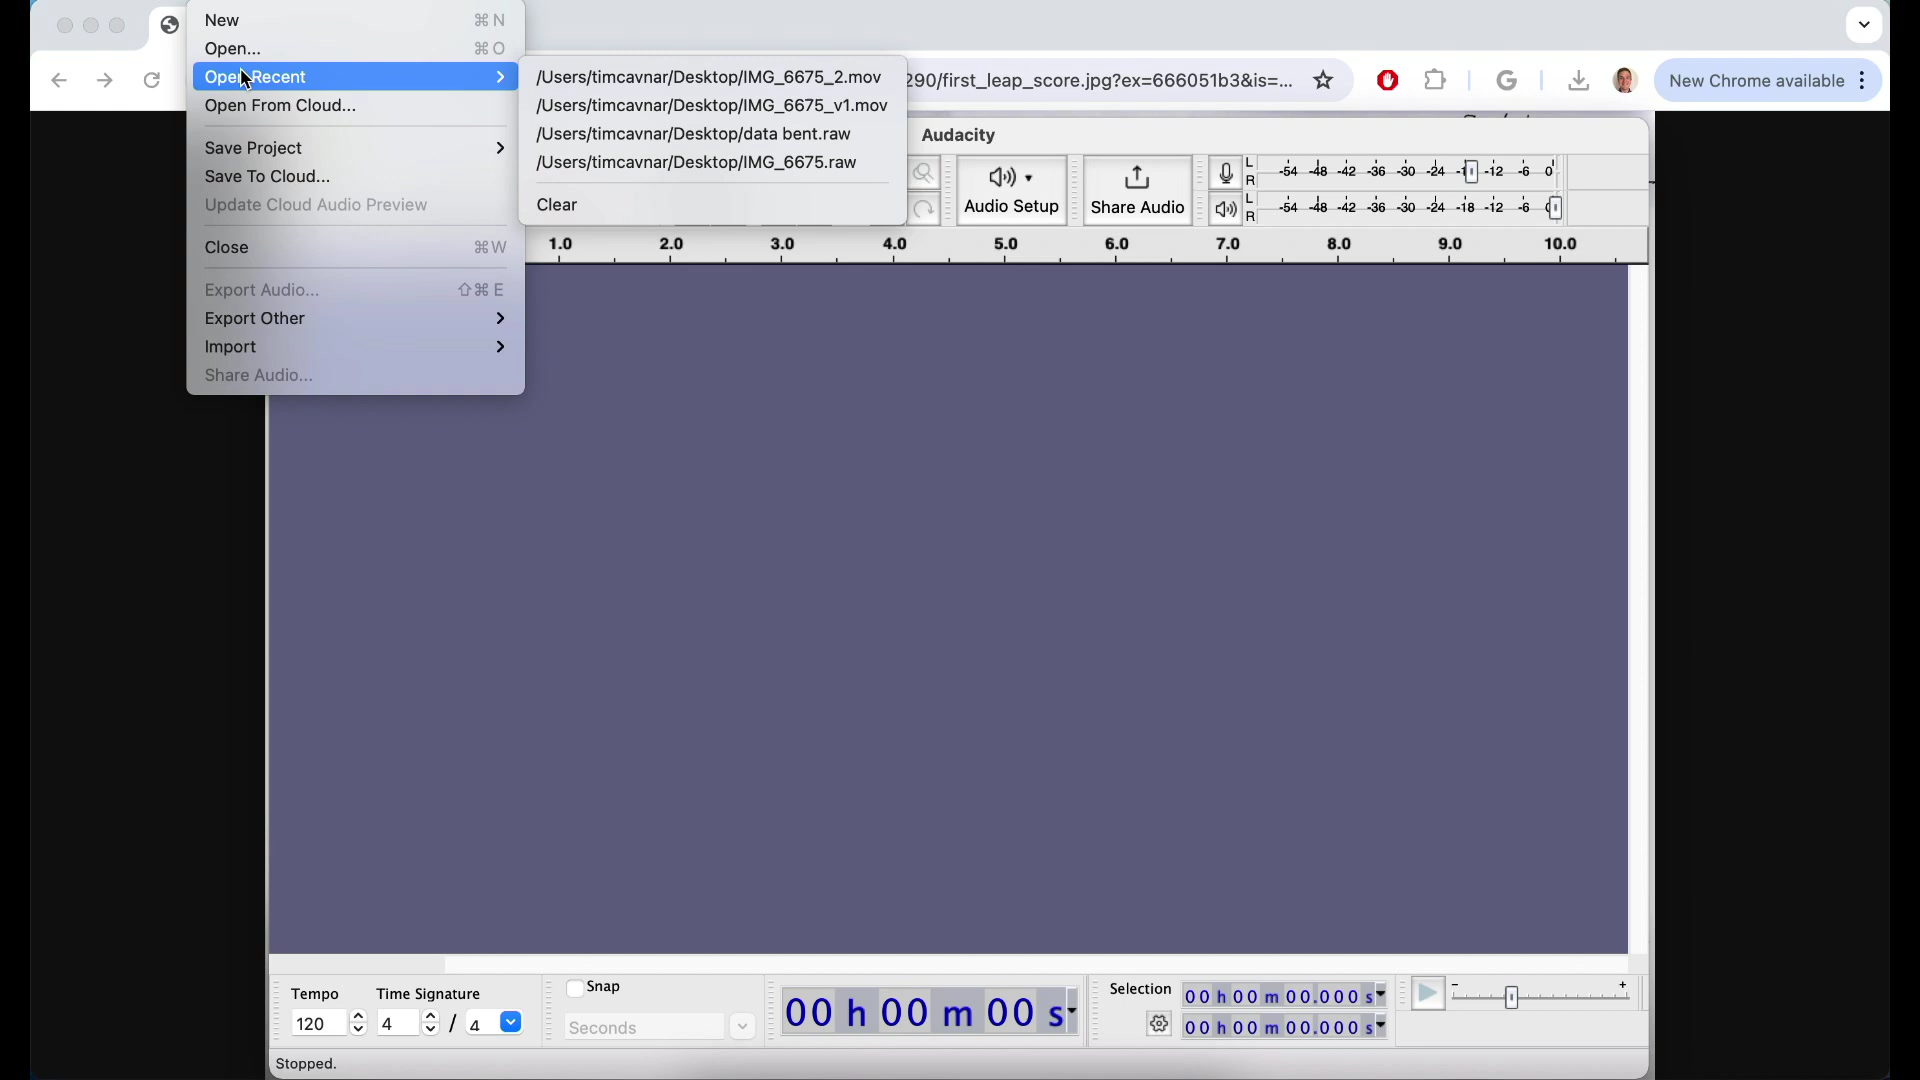 New ⌘ N
Open... ⌘ O
Open Recent
Open From Cloud...
Save Project
Save To Cloud...
Update Cloud Audio Preview
Close ⌘ W
Export Audio... ⇧ ⌘ E
Export Other
Import
Share Audio...
/Users/timcavnar/Desktop/IMG_6675_2.mov
/Users/timcavnar/Desktop/IMG_6675_v1.mov
/Users/timcavnar/Desktop/data bent.raw
/Users/timcavnar/Desktop/IMG_6675.raw
Clear
290/first_leap_score.jpg?ex=666051b3&is=...
New Chrome available
Audacity
Audio Setup
Share Audio
L
R
-54 -48 -42 -36 -30 -24 -12 -6 0
L
R
-54 -48 -42 -36 -30 -24 -18 -12 -6
1.0 2.0 3.0 4.0 5.0 6.0 7.0 8.0 9.0 10.0
Tempo
120
Time Signature
4 / 4
Snap
Seconds
00 h 00 m 00 s
Selection
00 h 00 m 00.000 s
00 h 00 m 00.000 s
- +
Stopped.